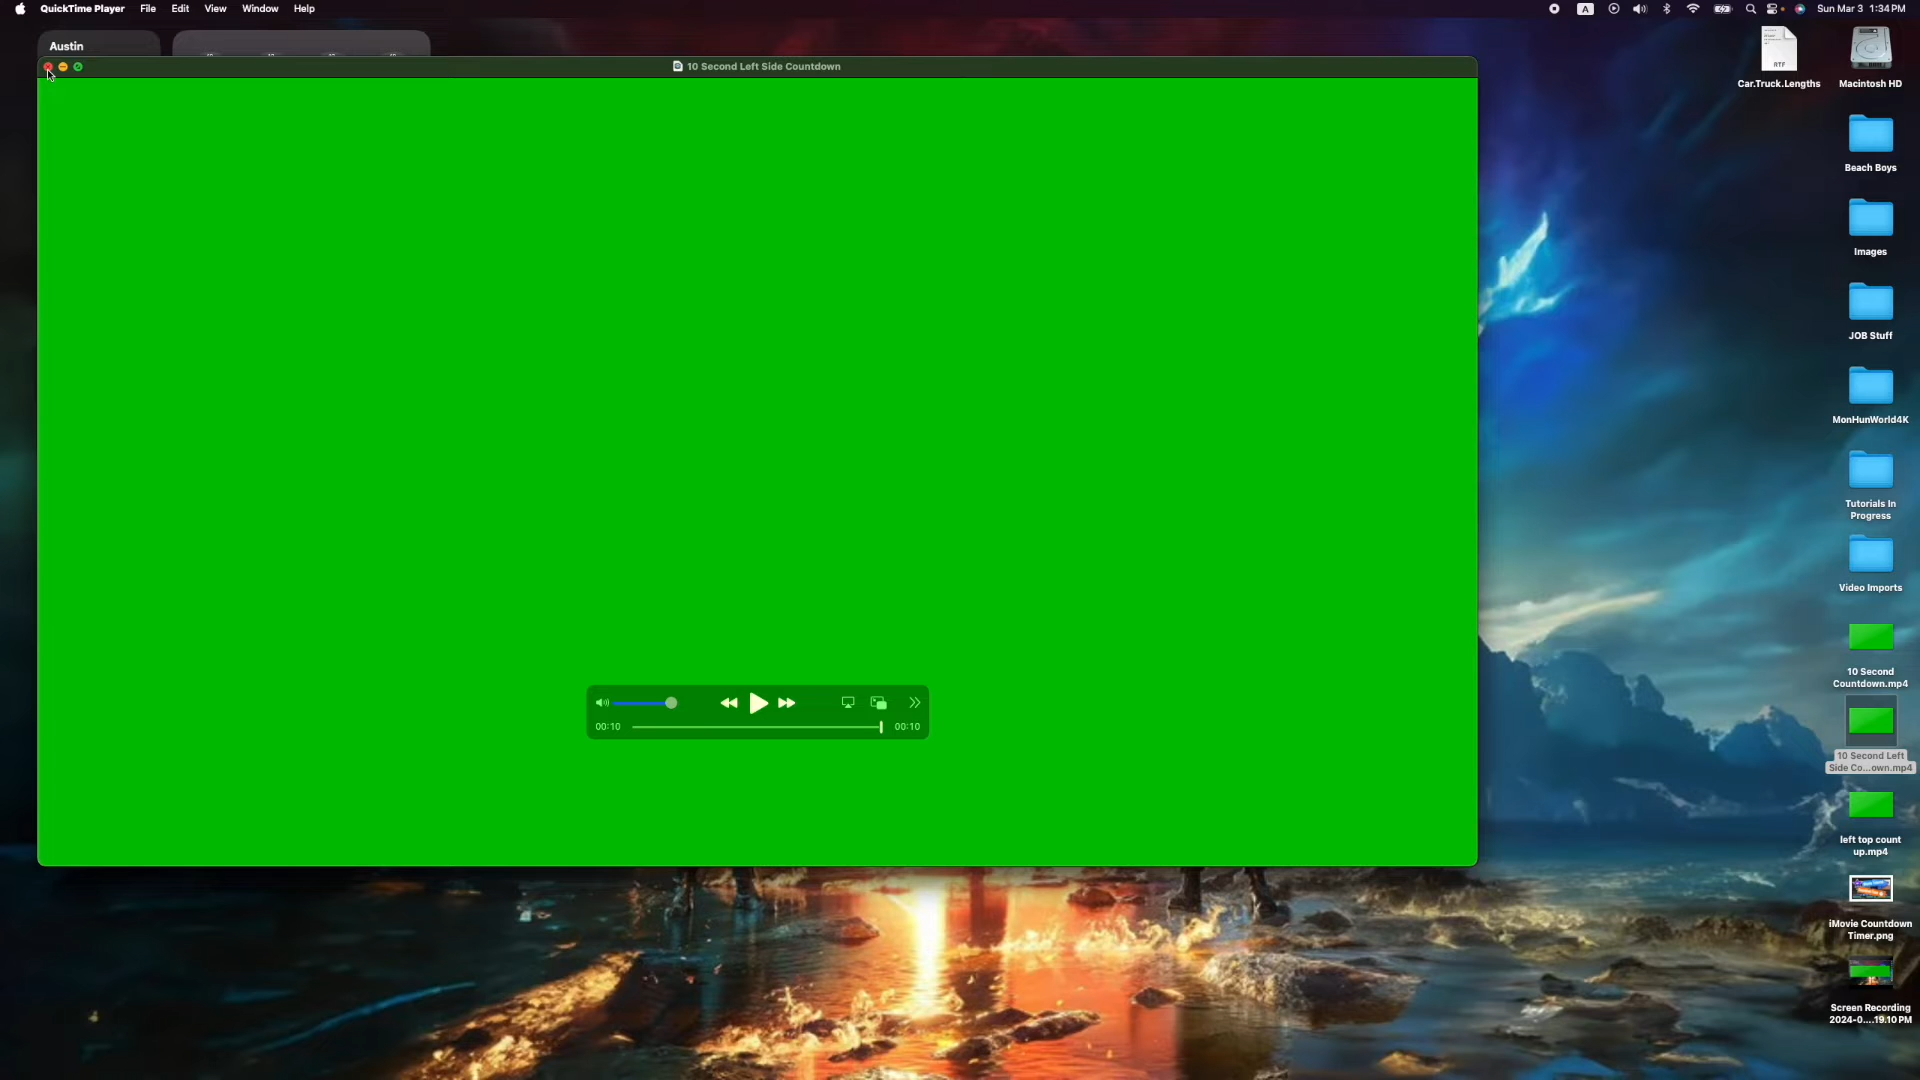 QuickTime Player File Edit View Window Help
A
Sun Mar 3 1:34 PM
Austin
10 Second Left Side Countdown
00:10
00:10
RTF
Car.Truck.Lengths
Macintosh HD
Beach Boys
Images
JOB Stuff
MonHunWorld4K
Tutorials In
Progress
Video Imports
10 Second
Countdown.mp4
10 Second Left
Side Co...own.mp4
left top count
up.mp4
iMovie Countdown
Timer.png
Screen Recording
2024-0....19.10 PM